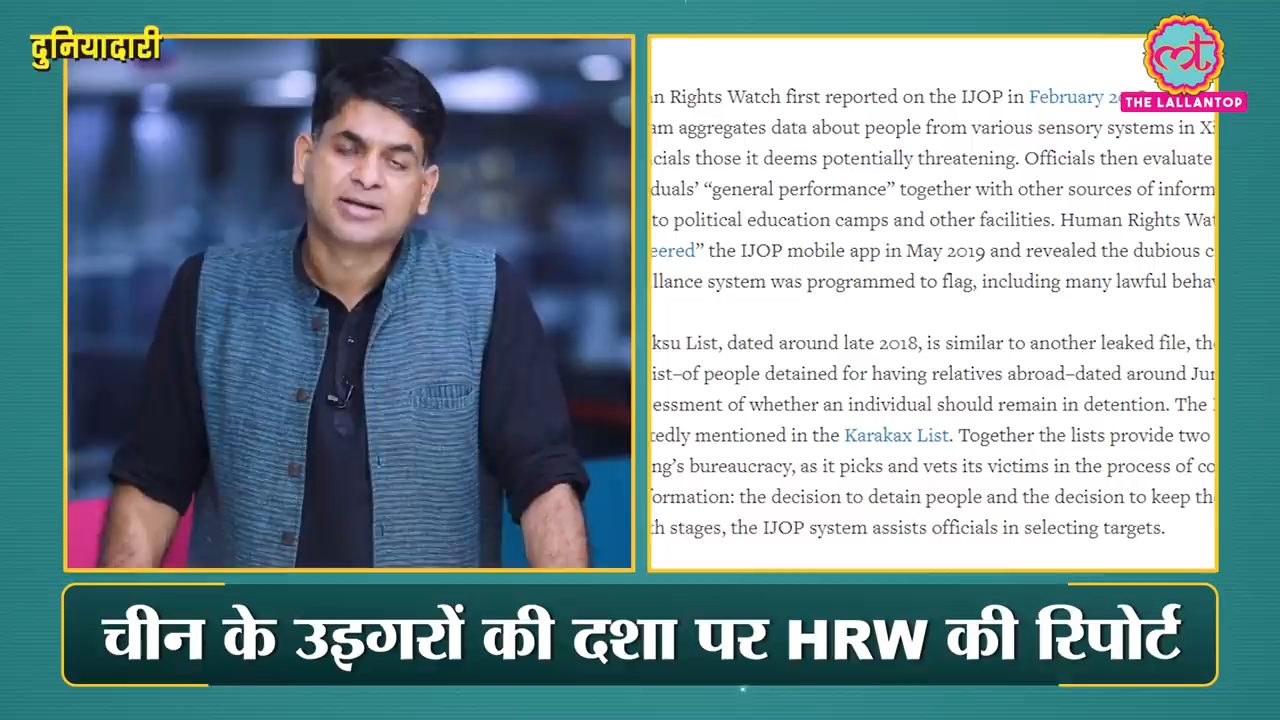 दुनियादारी
THE LALLANTOP
n Rights Watch first reported on the IJOP in February
am aggregates data about people from various sensory systems in
cials those it deems potentially threatening. Officials then evaluate
duals’ “general performance” together with other sources of inform
to political education camps and other facilities. Human Rights Wat
eered” the IJOP mobile app in May 2019 and revealed the dubious c
llance system was programmed to flag, including many lawful behav
ksu List, dated around late 2018, is similar to another leaked file, the
ist–of people detained for having relatives abroad–dated around Jun
essment of whether an individual should remain in detention. The
tedly mentioned in the Karakax List. Together the lists provide two
ng’s bureaucracy, as it picks and vets its victims in the process of co
formation: the decision to detain people and the decision to keep th
h stages, the IJOP system assists officials in selecting targets.
चीन के उइगरों की दशा पर HRW की रिपोर्ट